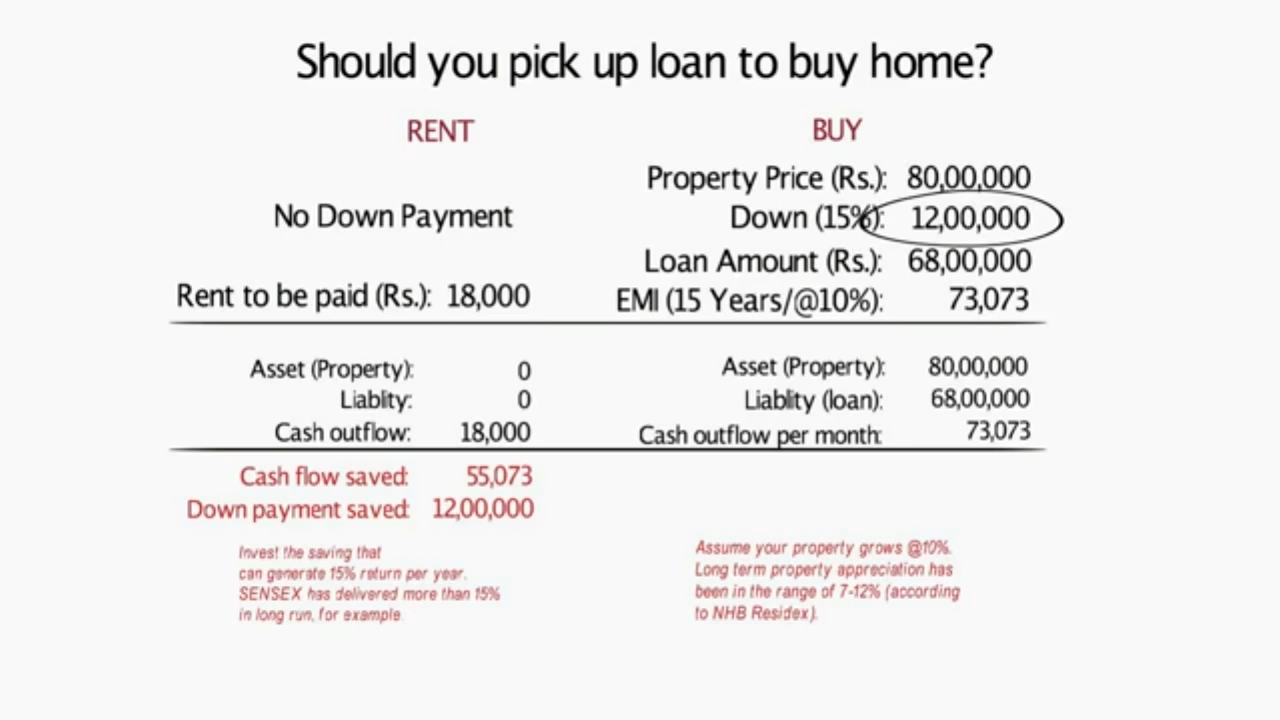 Should you pick up loan to buy home?
RENT
No Down Payment
Rent to be paid (Rs.): 18,000
Asset (Property): 0
Liablity: 0
Cash outflow: 18,000
Cash flow saved: 55,073
Down payment saved: 12,00,000
Invest the saving that
can generate 15% return per year.
SENSEX has delivered more than 15%
in long run, for example.
BUY
Property Price (Rs.): 80,00,000
Down (15%): 12,00,000
Loan Amount (Rs.): 68,00,000
EMI (15 Years/@10%): 73,073
Asset (Property): 80,00,000
Liablity (loan): 68,00,000
Cash outflow per month: 73,073
Assume your property grows @10%.
Long term property appreciation has
been in the range of 7-12% (according
to NHB Residex).